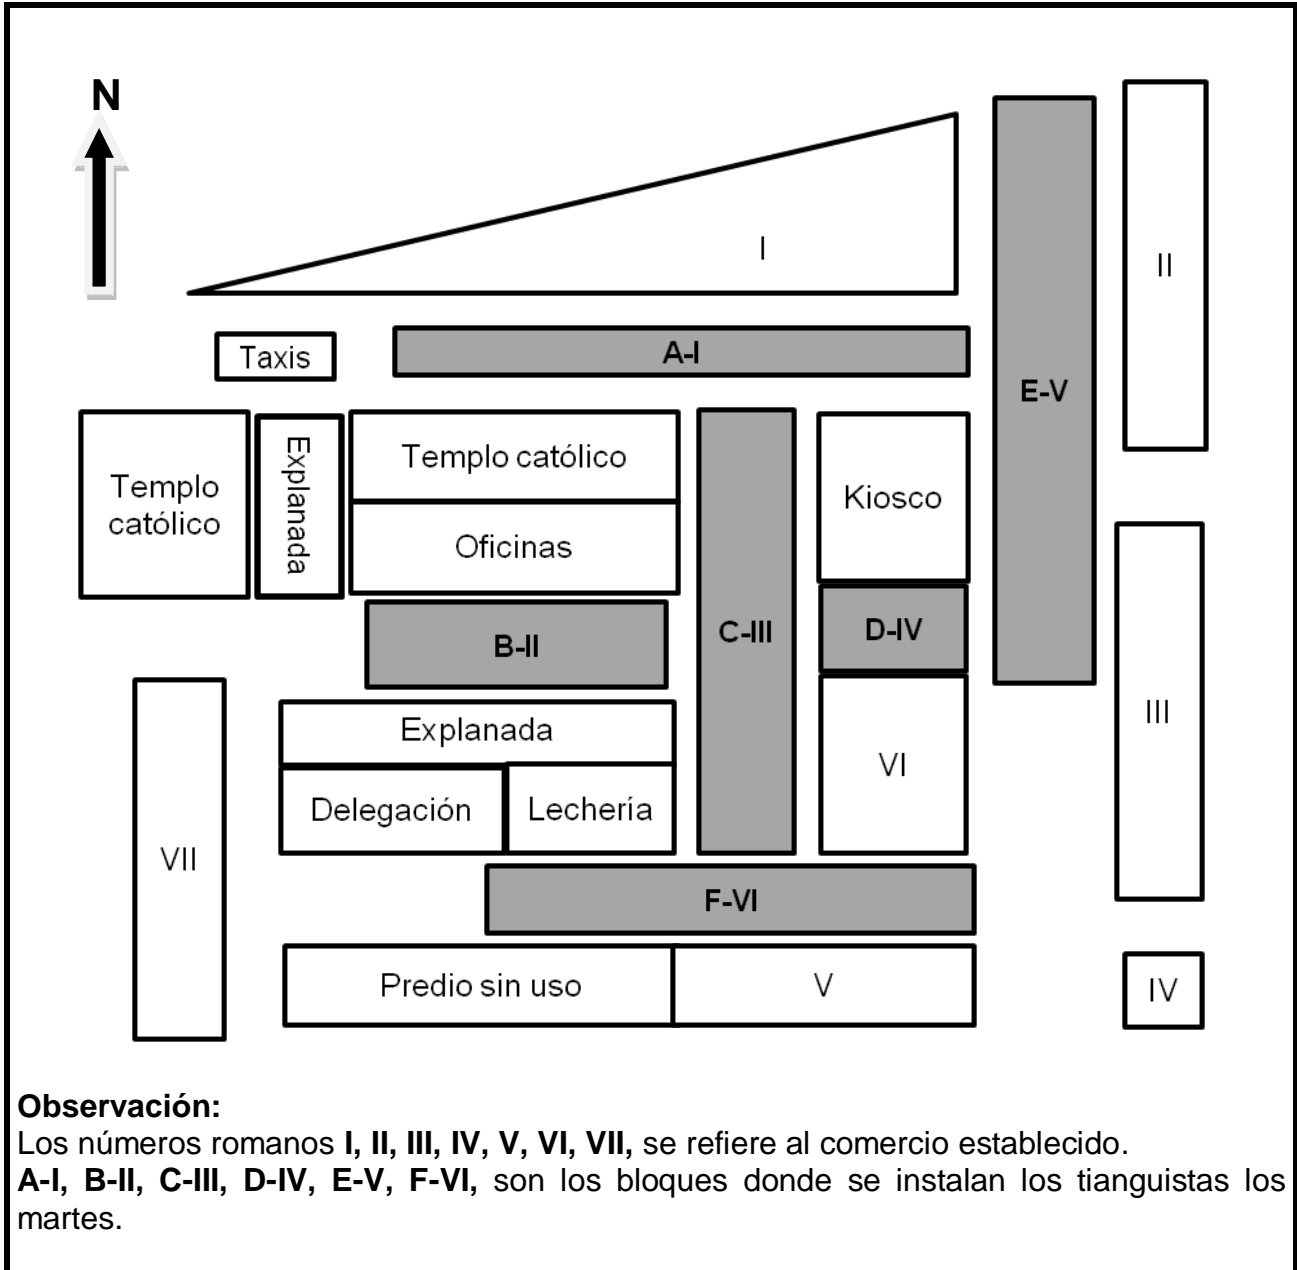 N
I
II
Taxis
A-I
E-V
Templo
católico
Explanada
Templo católico
Oficinas
Kiosco
B-II
C-III
D-IV
III
Explanada
Delegación
Lechería
VI
VII
F-VI
Predio sin uso
V
IV
Observación:
Los números romanos I, II, III, IV, V, VI, VII, se refiere al comercio establecido.
A-I, B-II, C-III, D-IV, E-V, F-VI, son los bloques donde se instalan los tianguistas los
martes.